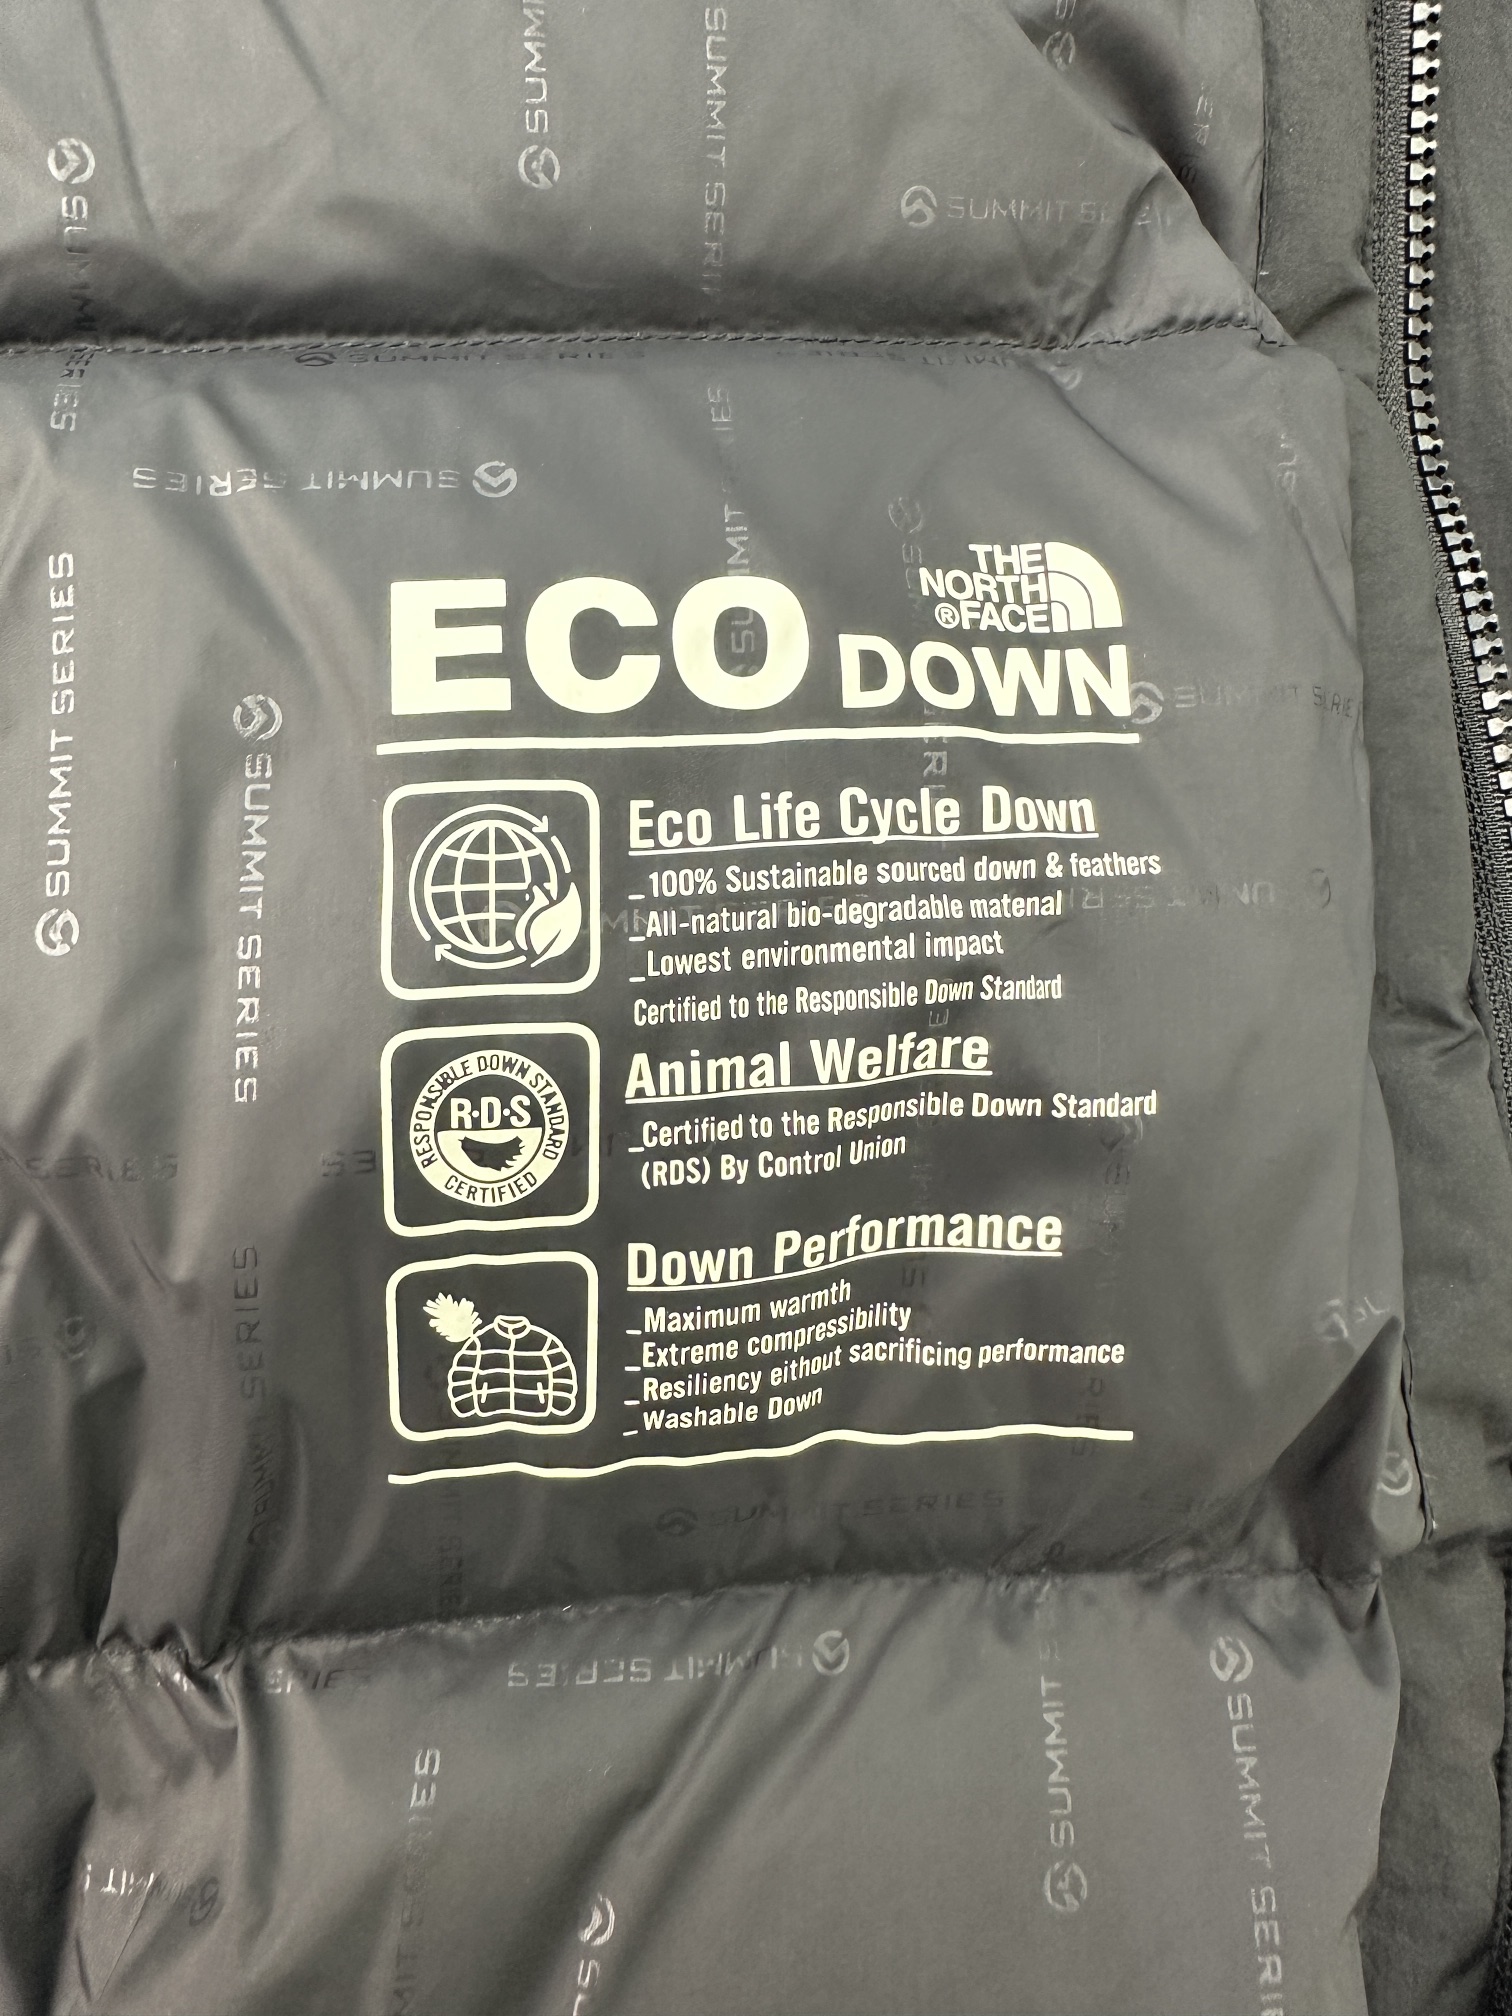 SUMMIT SERIES
THE
NORTH
®FACE
ECO DOWN
Eco Life Cycle Down
_100% Sustainable sourced down & feathers
_All-natural bio-degradable matenal
_Lowest environmental impact
Certified to the Responsible Down Standard
RESPONSIBLE DOWN STANDARD
R·D·S
CERTIFIED
Animal Welfare
_Certified to the Responsible Down Standard
(RDS) By Control Union
Down Performance
_Maximum warmth
_Extreme compressibility
_Resiliency eithout sacrificing performance
_Washable Down
SUMMIT SERIES
SUMMIT SERIES
SUMMIT SERIES
SUMMIT SERIES
SUMMIT SERIES